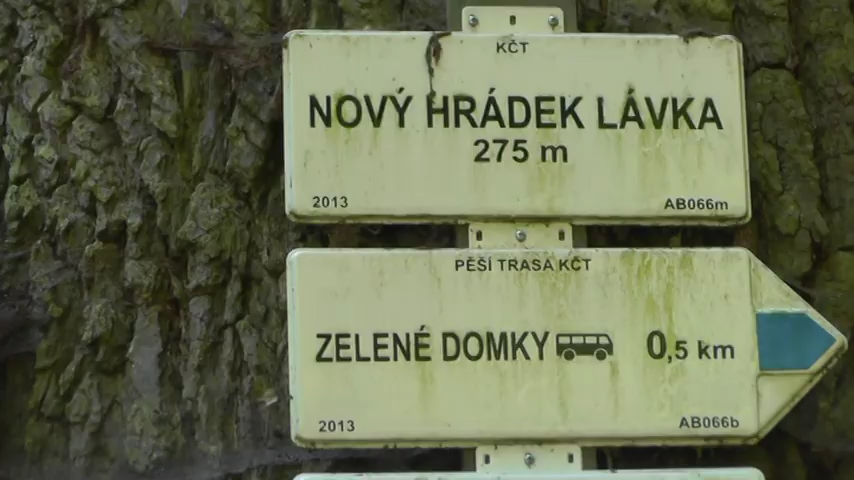 KČT
NOVÝ HRÁDEK LÁVKA
275 m
2013 AB066m
PĚŠÍ TRASA KČT
ZELENÉ DOMKY 0,5 km
2013 AB066b